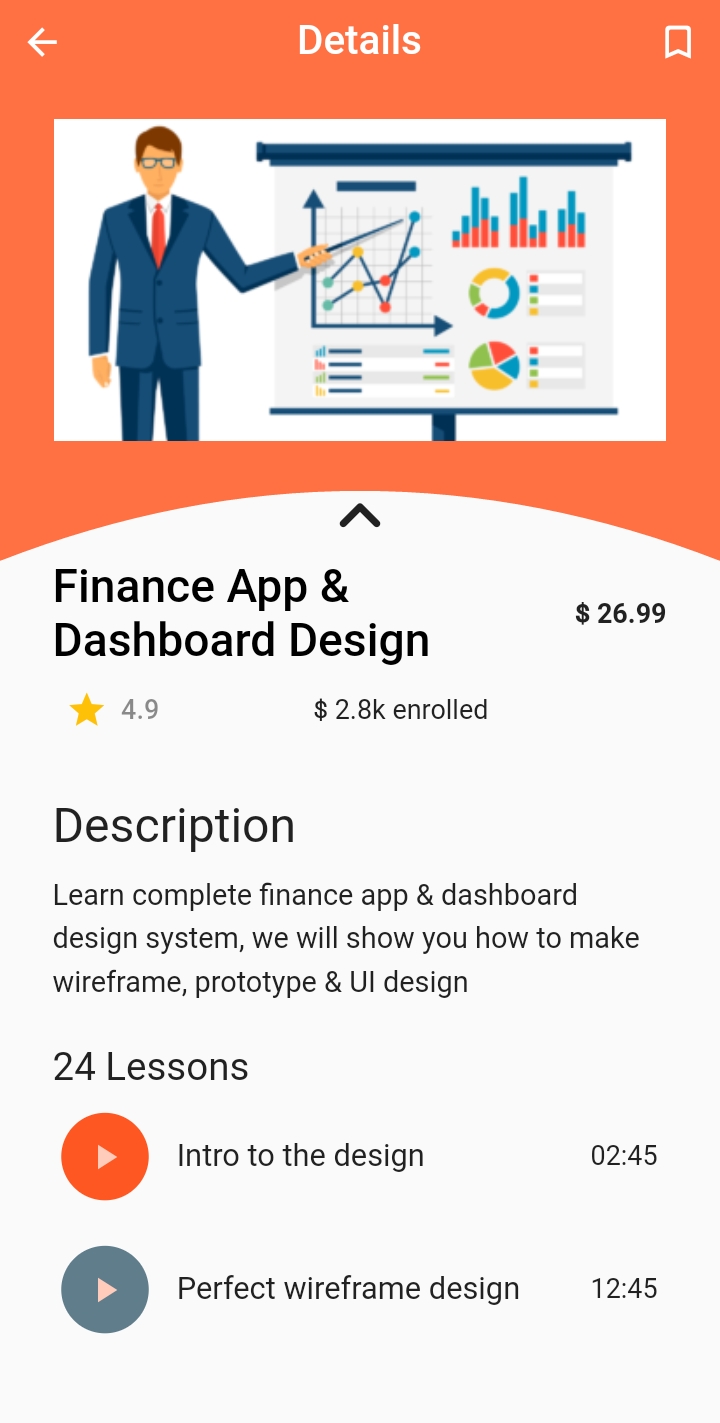 Details
Finance App &
Dashboard Design
$ 26.99
4.9
$ 2.8k enrolled
Description
Learn complete finance app & dashboard
design system, we will show you how to make
wireframe, prototype & UI design
24 Lessons
Intro to the design
02:45
Perfect wireframe design
12:45